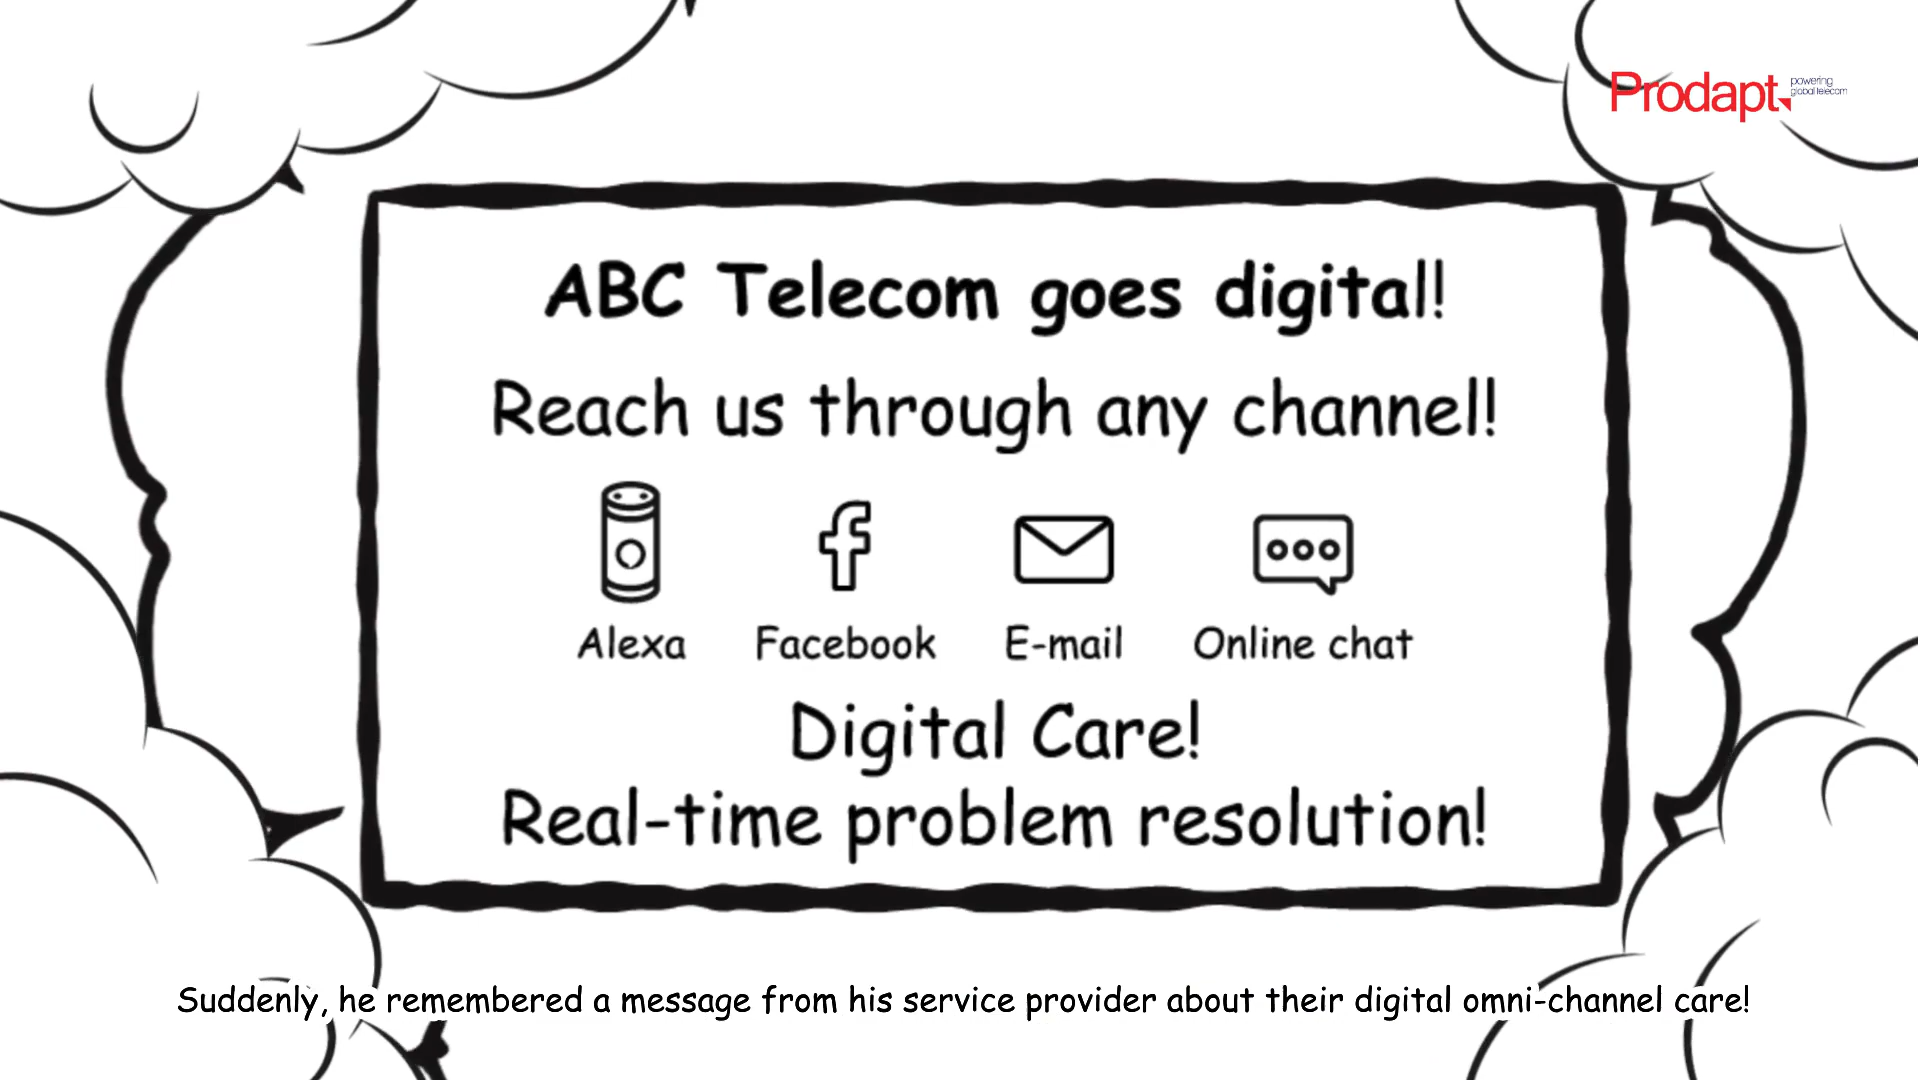 Prodapt
powering
global telecom
ABC Telecom goes digital!
Reach us through any channel!
Alexa Facebook E-mail Online chat
Digital Care!
Real-time problem resolution!
Suddenly, he remembered a message from his service provider about their digital omni-channel care!